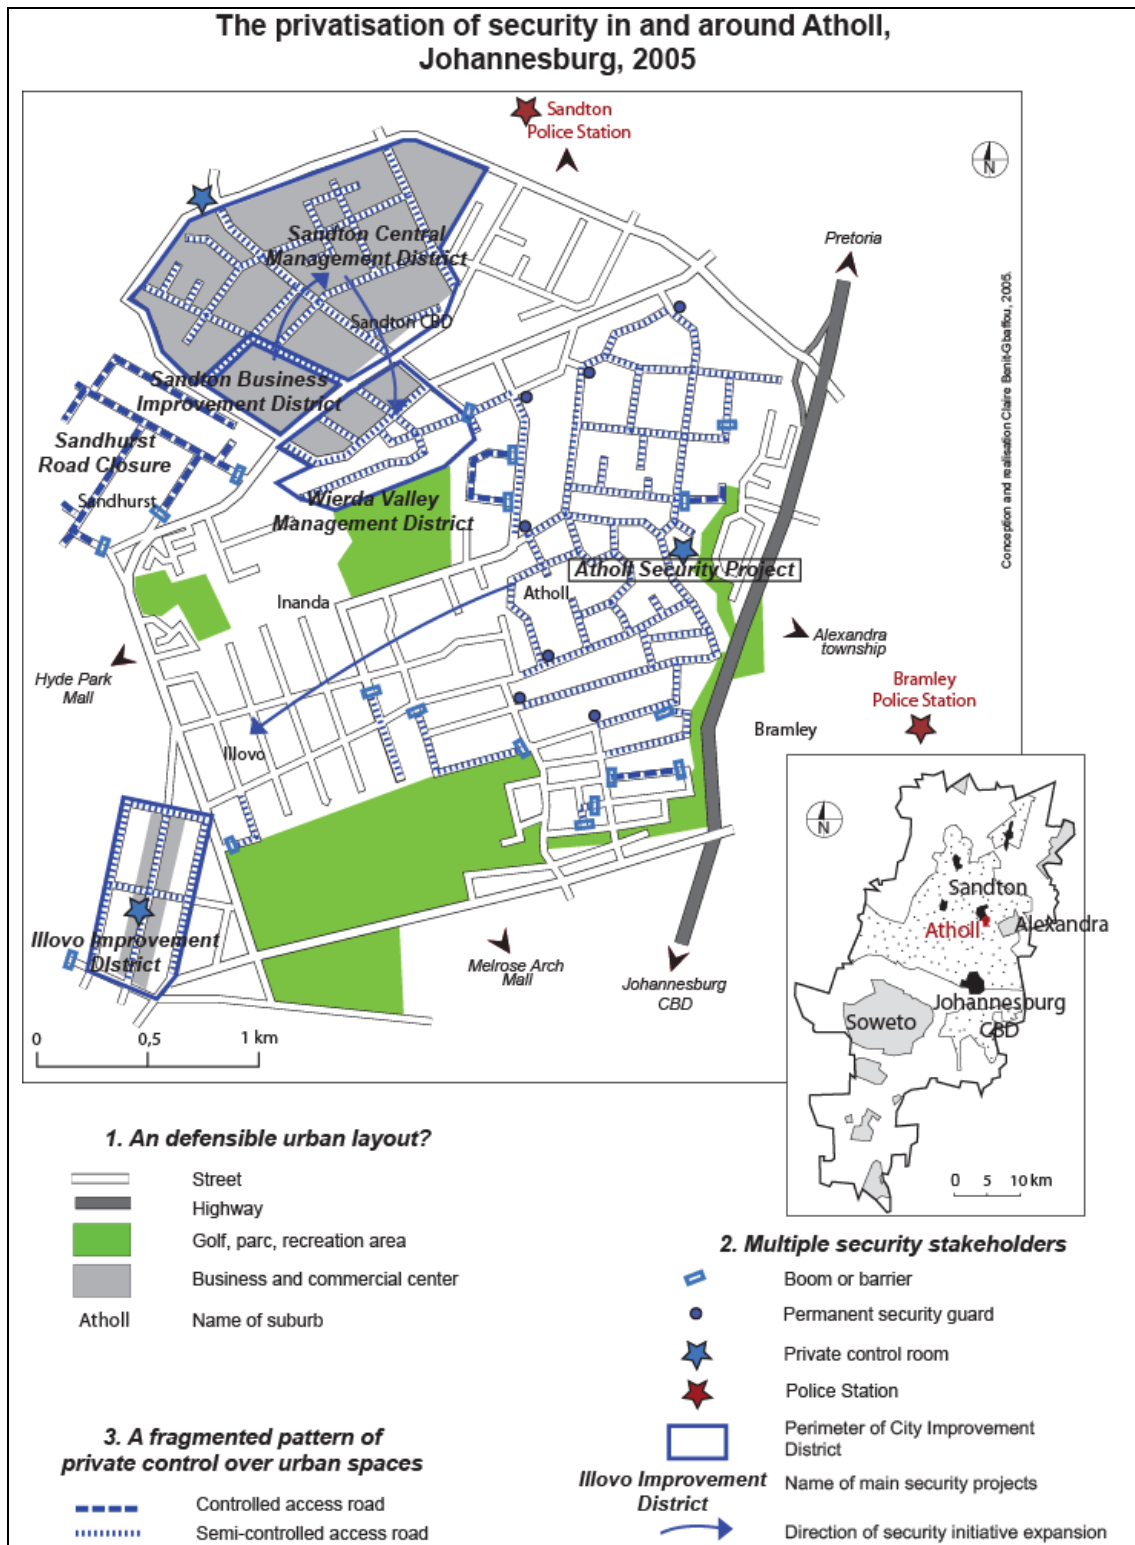 The privatisation of security in and around Atholl,
Johannesburg, 2005
Sandton
Police Station
N
Pretoria
Sandton Central
Management District
Sandton CBD
Conception and realisation Claire Benit-Gbaffou, 2005.
Sandton Business
Improvement District
Sandhurst
Road Closure
Sandhurst
Wierda Valley
Management District
Atholl Security Project
Atholl
Inanda
Alexandra
township
Hyde Park
Mall
Bramley
Police Station
Bramley
Illovo
Illovo Improvement
DIstrict
Melrose Arch
Mall
Johannesburg
CBD
0
0,5
1 km
N
Sandton
Atholl
Alexandra
Johannesburg
CBD
Soweto
0 5 10 km
1. An defensible urban layout?
Street
Highway
Golf, parc, recreation area
Business and commercial center
Atholl
Name of suburb
2. Multiple security stakeholders
Boom or barrier
Permanent security guard
Private control room
Police Station
Perimeter of City Improvement
District
Illovo Improvement
District
Name of main security projects
Direction of security initiative expansion
3. A fragmented pattern of
private control over urban spaces
Controlled access road
Semi-controlled access road